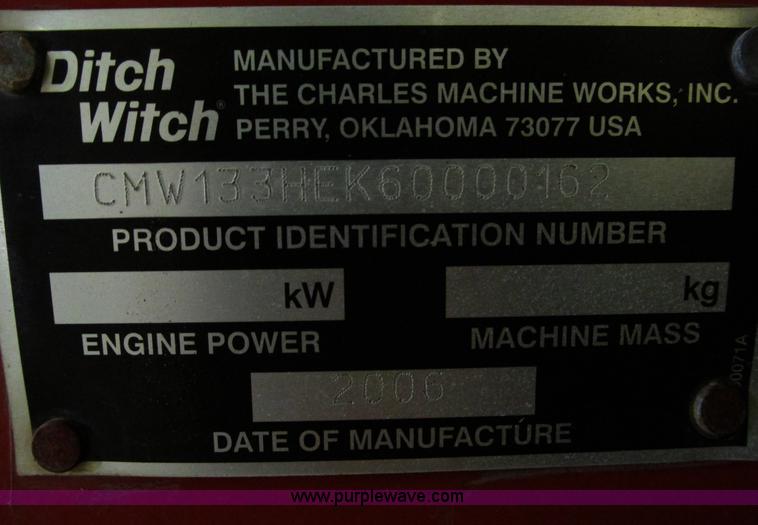 Ditch Witch®
MANUFACTURED BY
THE CHARLES MACHINE WORKS, INC.
PERRY, OKLAHOMA 73077 USA
CMW133HEK60000162
PRODUCT IDENTIFICATION NUMBER
kW
kg
ENGINE POWER
MACHINE MASS
2006
DATE OF MANUFACTURE
www.purplewave.com